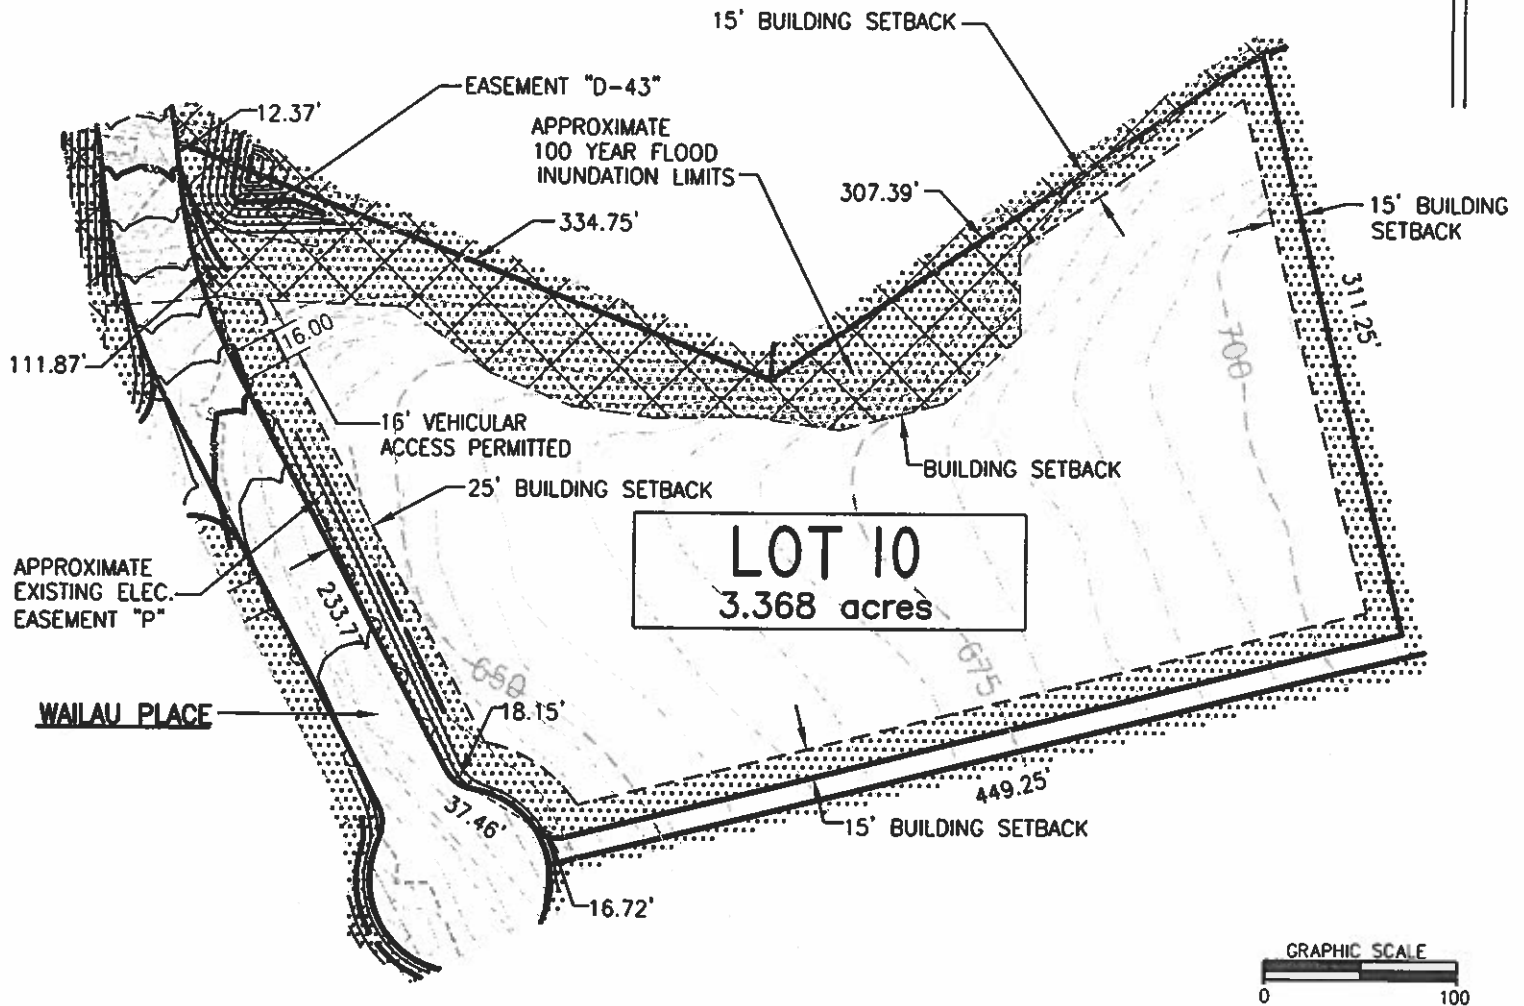 15' BUILDING SETBACK
EASEMENT "D-43"
12.37'
APPROXIMATE
100 YEAR FLOOD
INUNDATION LIMITS
307.39'
15' BUILDING
SETBACK
334.75'
311.25'
16.00
700
111.87'
16' VEHICULAR
ACCESS PERMITTED
BUILDING SETBACK
25' BUILDING SETBACK
LOT 10
3.368 acres
APPROXIMATE
EXISTING ELEC.
EASEMENT "P"
675
WAILAU PLACE
18.15'
37.46'
449.25'
15' BUILDING SETBACK
16.72'
GRAPHIC SCALE
0 100